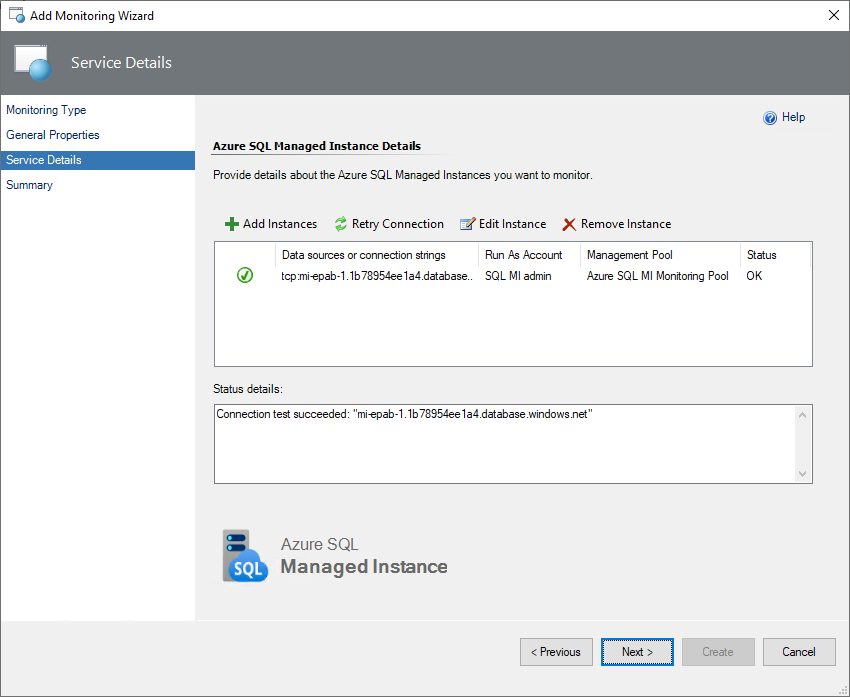 Add Monitoring Wizard
Service Details
Monitoring Type
General Properties
Service Details
Summary
Help
Azure SQL Managed Instance Details
Provide details about the Azure SQL Managed Instances you want to monitor.
Add Instances Retry Connection Edit Instance Remove Instance
Data sources or connection strings Run As Account Management Pool Status
tcp:mi-epab-1.1b78954ee1a4.database... SQL MI admin Azure SQL MI Monitoring Pool OK
Status details:
Connection test succeeded: "mi-epab-1.1b78954ee1a4.database.windows.net"
SQL
Azure SQL
Managed Instance
< Previous Next > Create Cancel